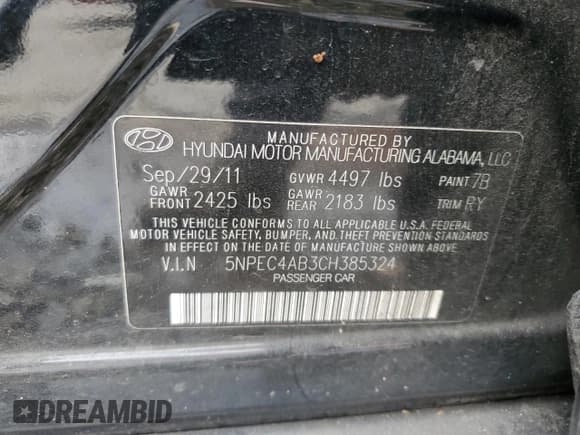 MANUFACTURED BY
HYUNDAI MOTOR MANUFACTURING ALABAMA, LLC
Sep/29/11 GVWR 4497 lbs PAINT 7B
GAWR FRONT 2425 lbs GAWR REAR 2183 lbs TRIM RY
THIS VEHICLE CONFORMS TO ALL APPLICABLE U.S.A. FEDERAL
MOTOR VEHICLE SAFETY, BUMPER, AND THEFT PREVENTION STANDARDS
IN EFFECT ON THE DATE OF MANUFACTURE SHOWN ABOVE.
V.I.N 5NPEC4AB3CH385324
PASSENGER CAR
DREAMBID